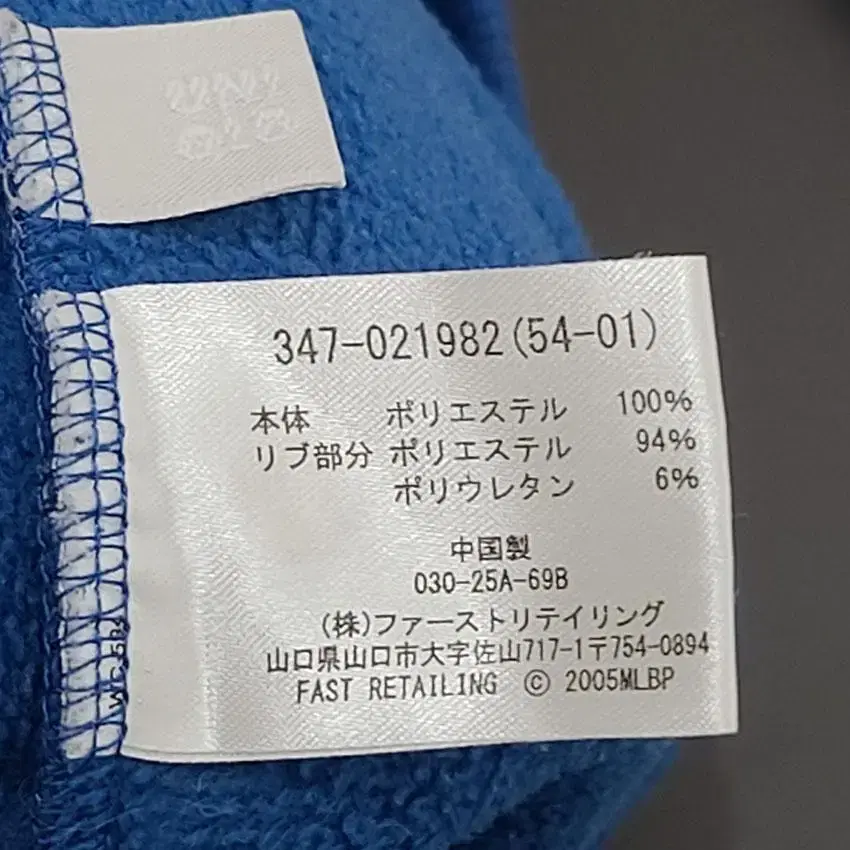 347-021982(54-01)
本体 ポリエステル 100%
リブ部分 ポリエステル 94%
ポリウレタン 6%
中国製
030-25A-69B
(株)ファーストリテイリング
山口県山口市大字佐山717-1〒754-0894
FAST RETAILING © 2005MLBP